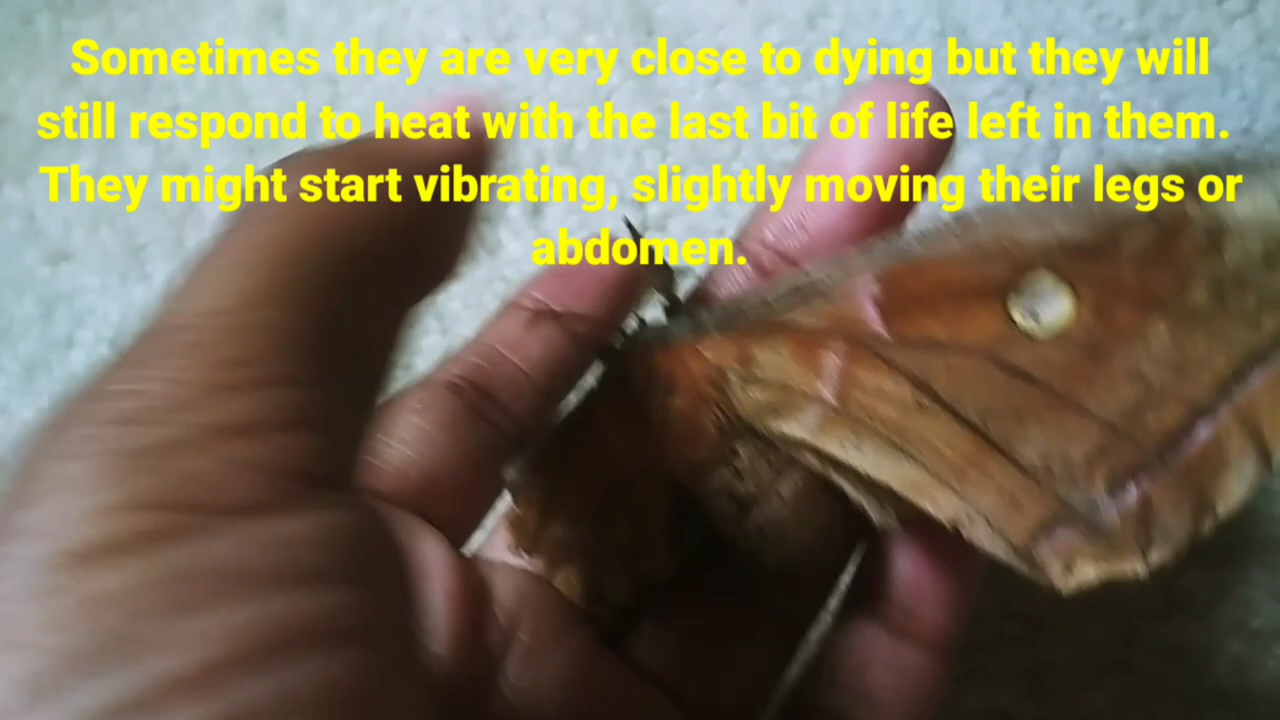 Sometimes they are very close to dying but they will
still respond to heat with the last bit of life left in them.
They might start vibrating, slightly moving their legs or
abdomen.